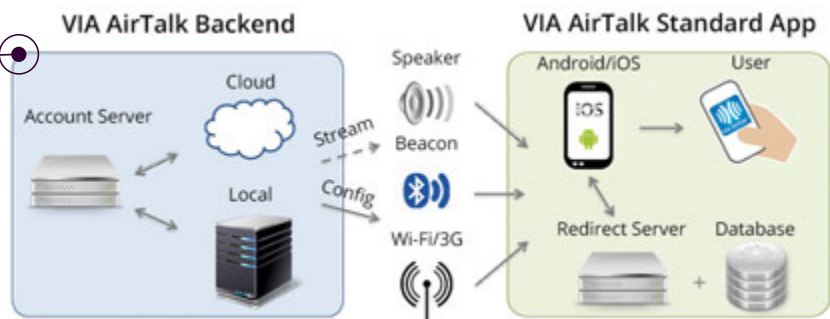 VIA AirTalk Backend
VIA AirTalk Standard App
Account Server
Cloud
Local
Stream
Config
Speaker
Beacon
Wi-Fi/3G
Android/iOS
iOS
User
Redirect Server
+
Database